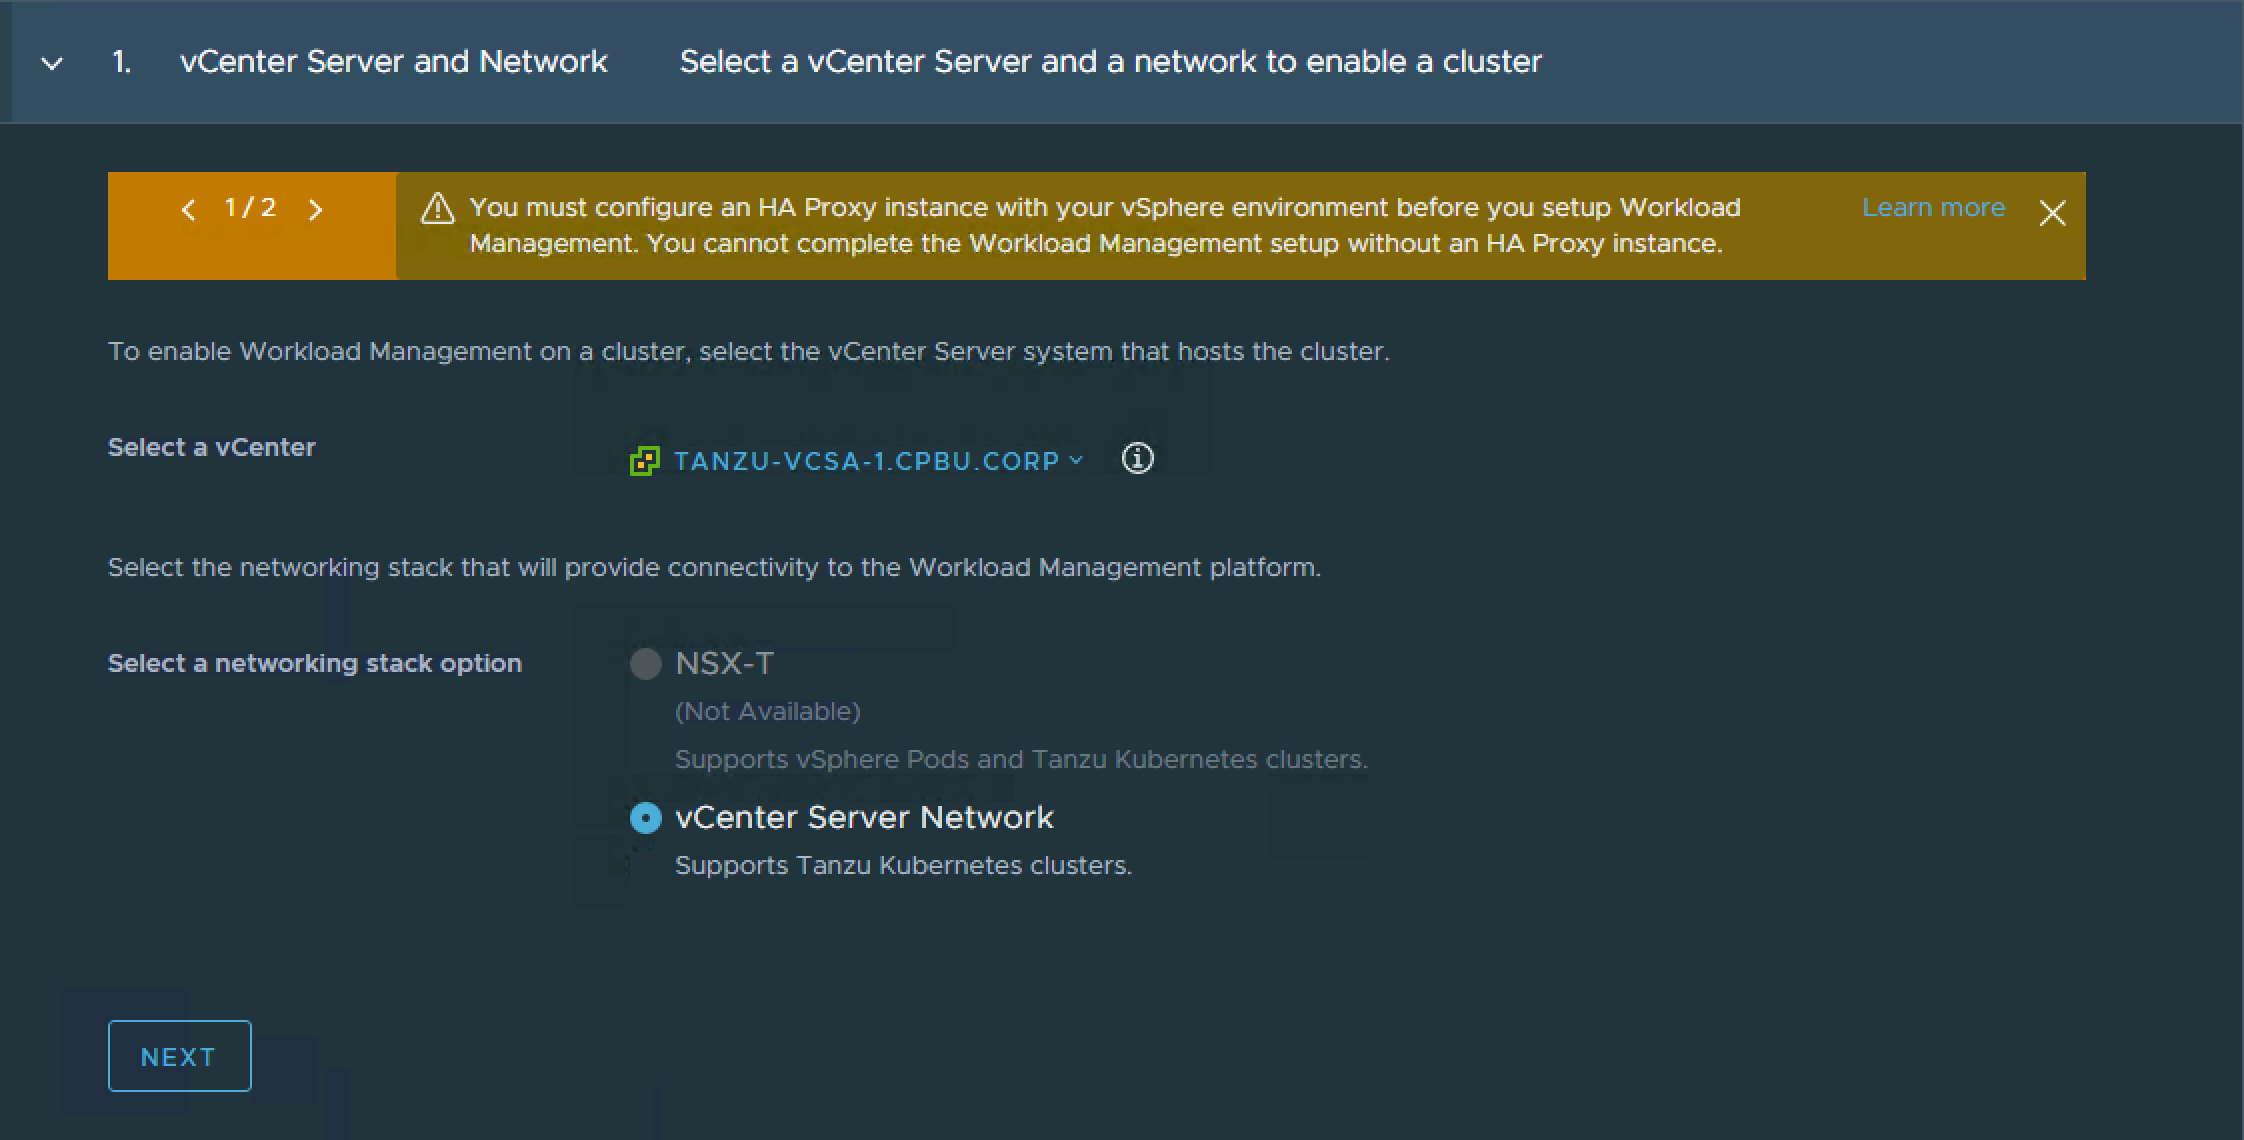 1. vCenter Server and Network Select a vCenter Server and a network to enable a cluster
1 / 2
You must configure an HA Proxy instance with your vSphere environment before you setup Workload
Management. You cannot complete the Workload Management setup without an HA Proxy instance.
Learn more
To enable Workload Management on a cluster, select the vCenter Server system that hosts the cluster.
Select a vCenter
TANZU-VCSA-1.CPBU.CORP
Select the networking stack that will provide connectivity to the Workload Management platform.
Select a networking stack option
NSX-T
(Not Available)
Supports vSphere Pods and Tanzu Kubernetes clusters.
vCenter Server Network
Supports Tanzu Kubernetes clusters.
NEXT